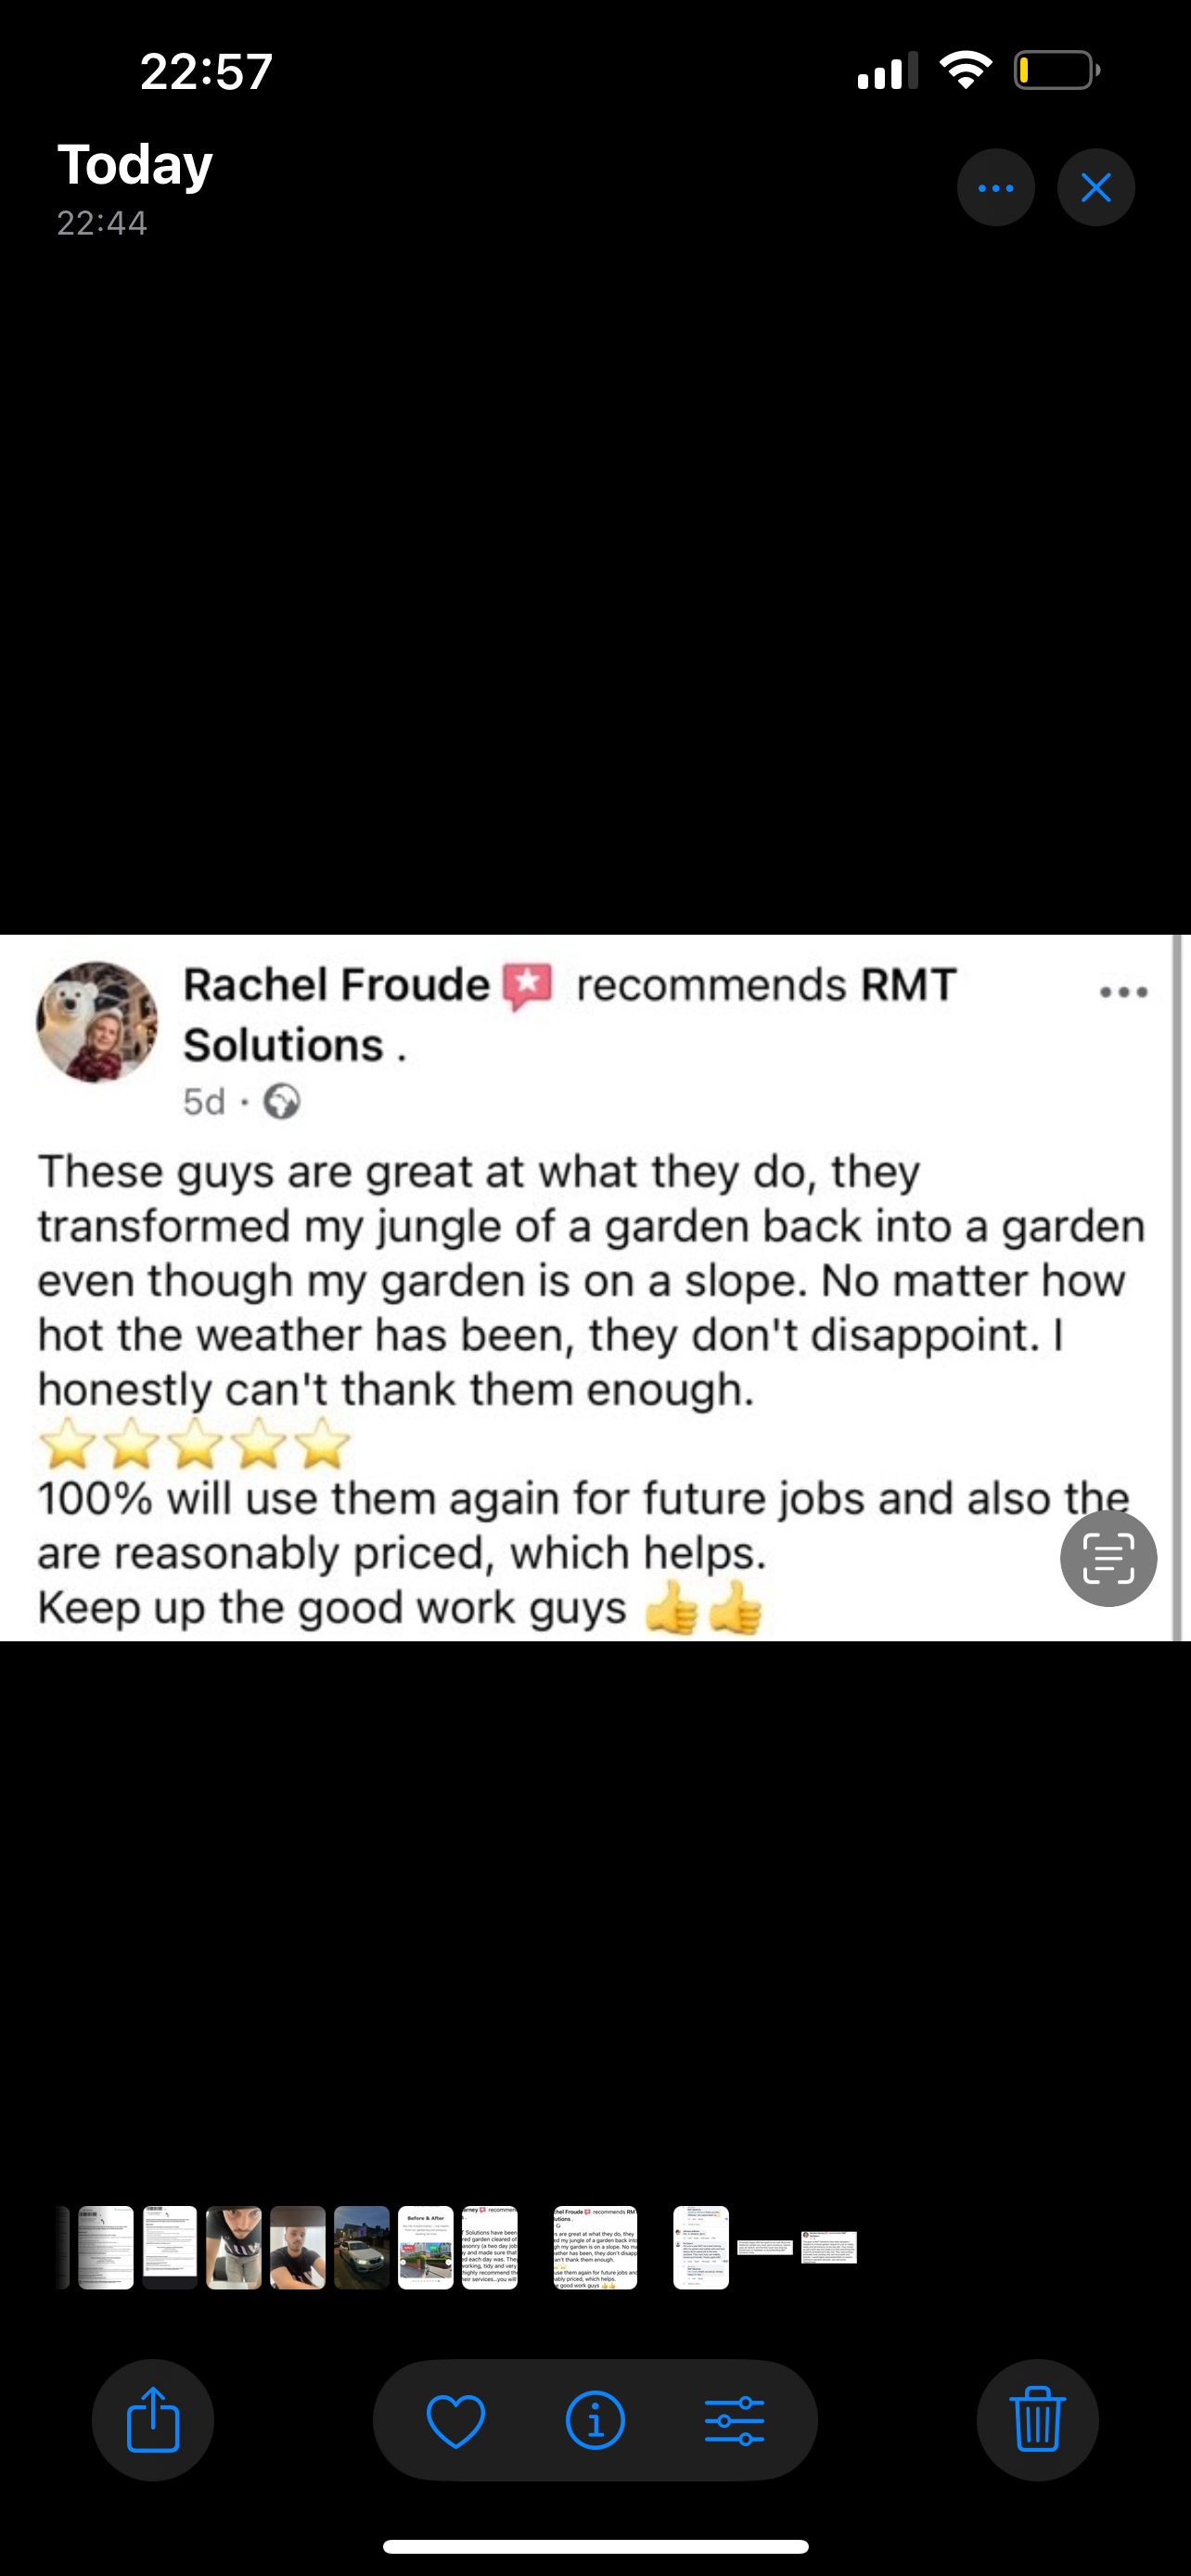 22:57
Today
22:44
Rachel Froude recommends RMT
Solutions .
5d ·
These guys are great at what they do, they
transformed my jungle of a garden back into a garden
even though my garden is on a slope. No matter how
hot the weather has been, they don't disappoint. I
honestly can't thank them enough.
⭐⭐⭐⭐⭐
100% will use them again for future jobs and also the
are reasonably priced, which helps.
Keep up the good work guys 👍👍
Before & After